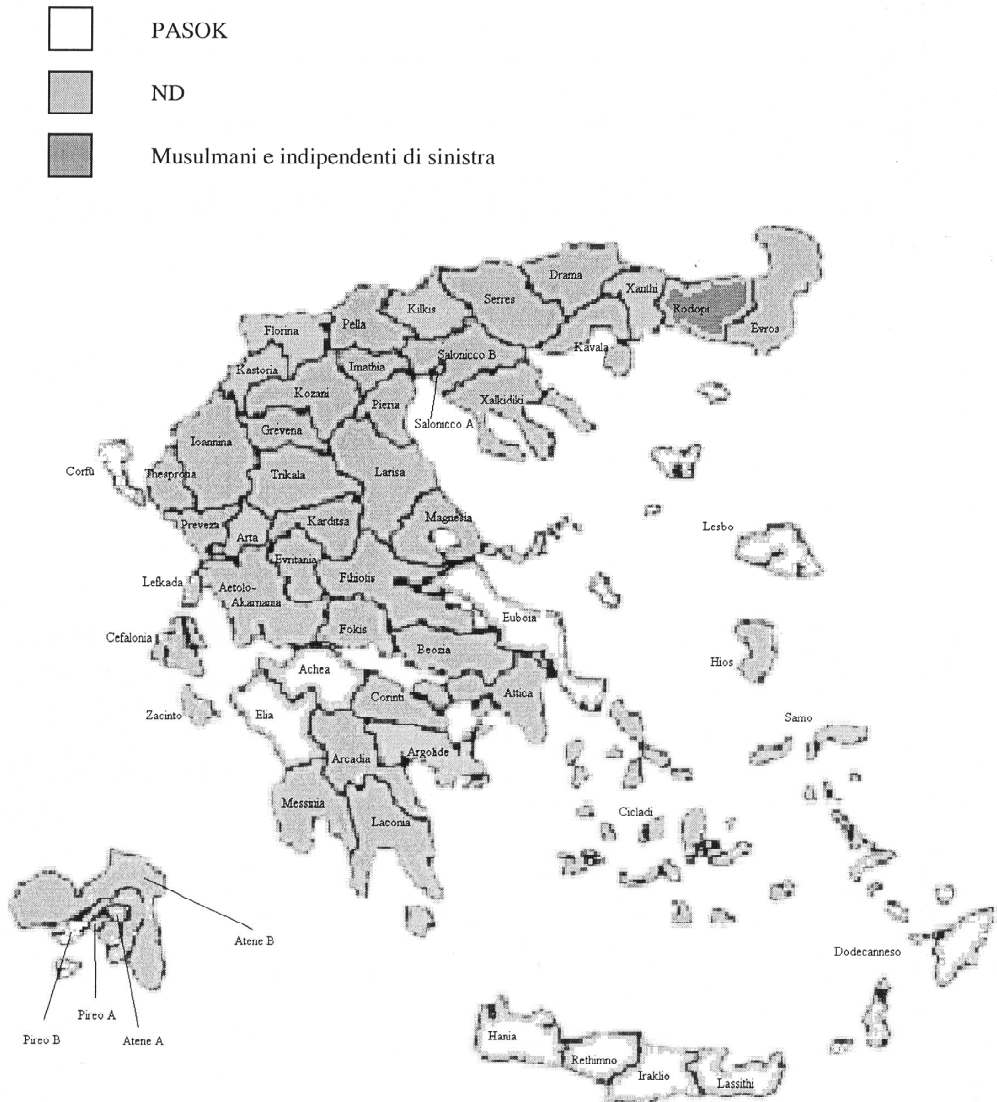 PASOK
ND
Musulmani e indipendenti di sinistra
Drama
Xanthi
Rodopi
Evros
Serres
Kilkis
Pella
Florina
Kavala
Salonicco B
Imathia
Kastoria
Kozani
Pieria
Xalkidiki
Salonicco A
Grevena
Ioannina
Corfù
Thesprotia
Trikala
Larisa
Preveza
Arta
Karditsa
Magnesia
Lesbo
Evritania
Lefkada
Aetolo-
Akarnania
Fthiotis
Euboia
Cefalonia
Fokis
Beozia
Hios
Achea
Zacinto
Elia
Corinti
Attica
Samo
Arcadia
Argolide
Messinia
Laconia
Cicladi
Atene B
Dodecanneso
Pireo A
Pireo B
Atene A
Hania
Rethimno
Iraklio
Lassithi